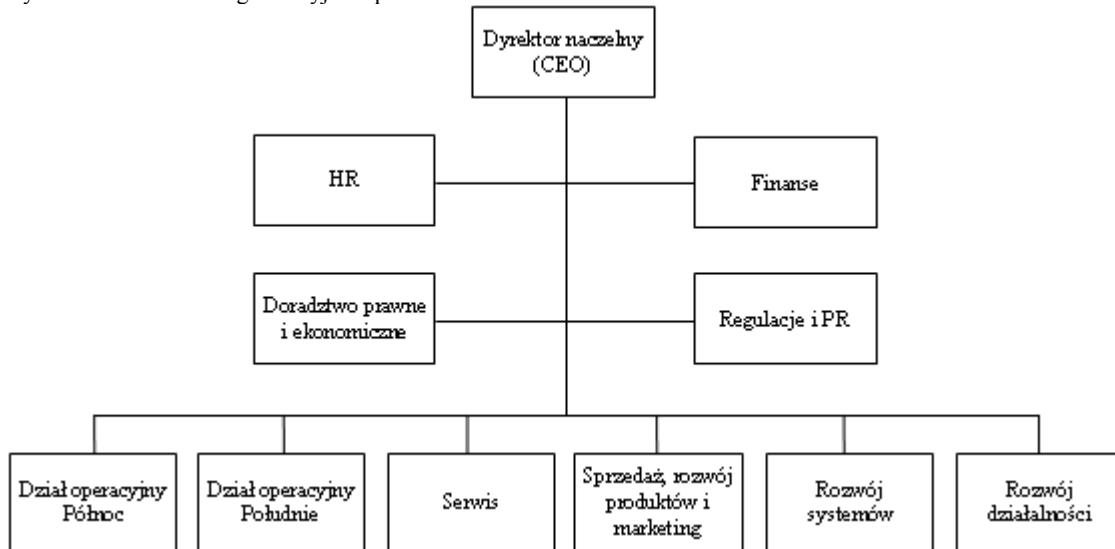 Dyrektor naczelny
(CEO)
HR
Finanse
Doradztwo prawne
i ekonomiczne
Regulacje i PR
Dział operacyjny
Północ
Dział operacyjny
Południe
Serwis
Sprzedaż, rozwój
produktów i
marketing
Rozwój
systemów
Rozwój
działalności